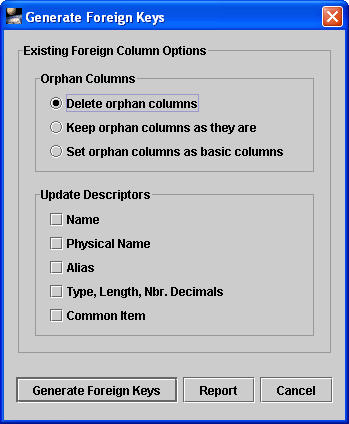 Generate Foreign Keys
Existing Foreign Column Options
Orphan Columns
Delete orphan columns
Keep orphan columns as they are
Set orphan columns as basic columns
Update Descriptors
Name
Physical Name
Alias
Type, Length, Nbr. Decimals
Common Item
Generate Foreign Keys Report Cancel